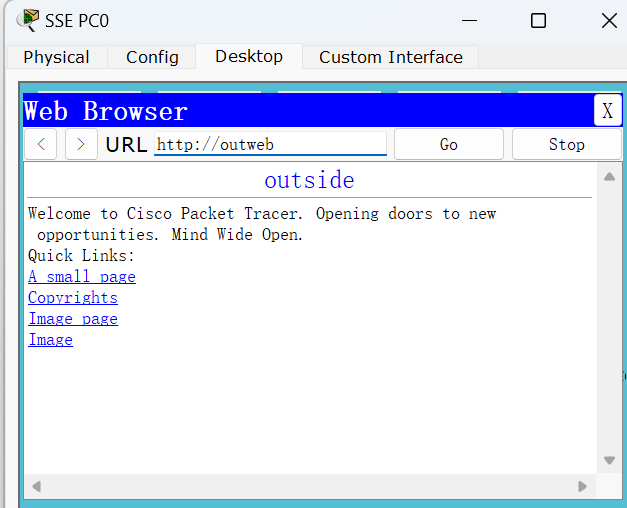 SSE PC0
Physical Config Desktop Custom Interface
Web Browser X
< > URL http://outweb Go Stop
outside
Welcome to Cisco Packet Tracer. Opening doors to new
opportunities. Mind Wide Open.
Quick Links:
A small page
Copyrights
Image page
Image